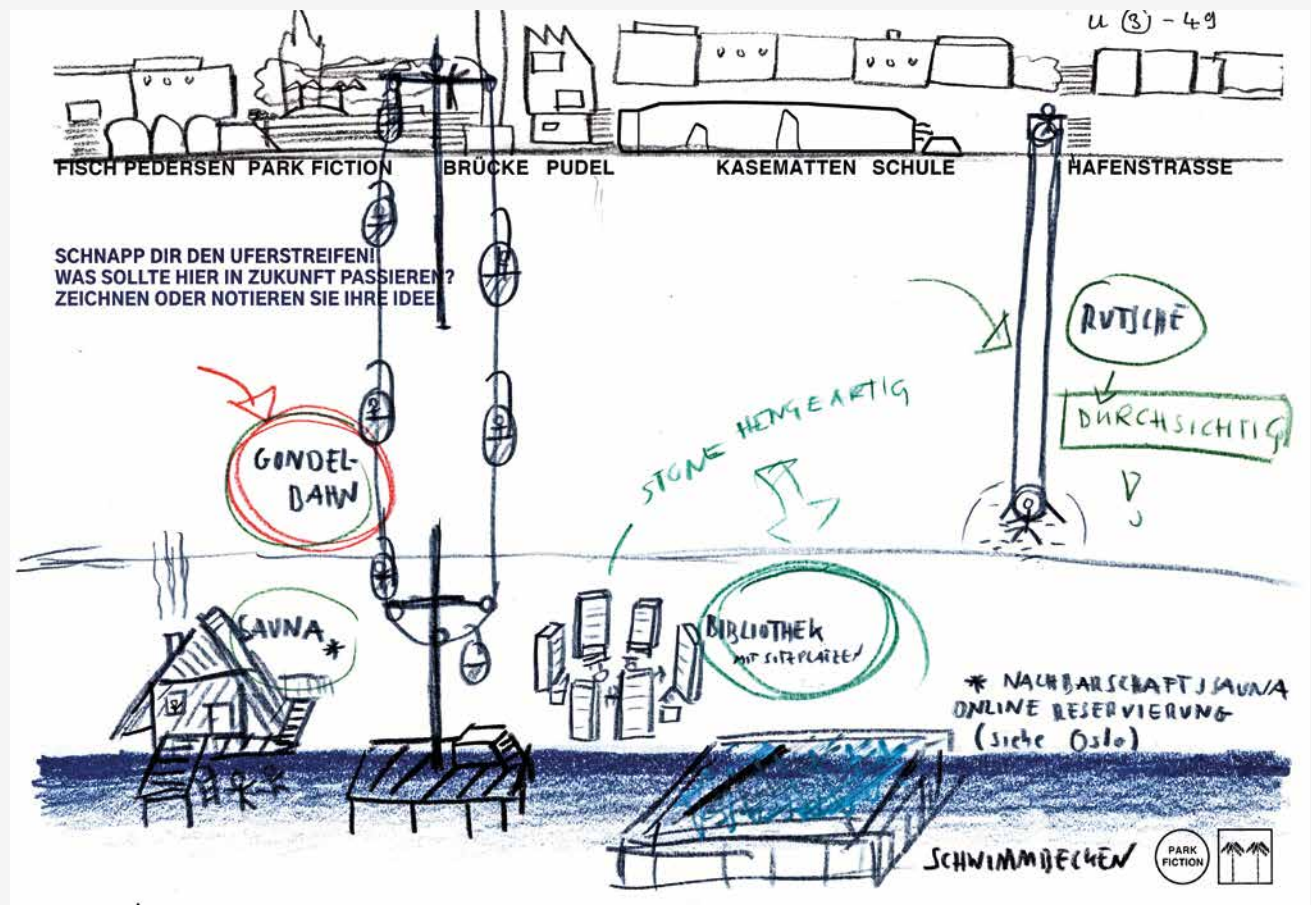 U (3) - 49
FISCH PEDERSEN PARK FICTION BRÜCKE PUDEL KASEMATTEN SCHULE HAFENSTRASSE
SCHNAPP DIR DEN UFERSTREIFEN!
WAS SOLLTE HIER IN ZUKUNFT PASSIEREN?
ZEICHNEN ODER NOTIEREN SIE IHRE IDEE
RUTSCHE
DURCHSICHTIG
STONE HENGEARTIG
GONDEL-
BAHN
SAUNA *
BIBLIOTHEK
MIT SITZPLÄTZEN
* NACHBARSCHAFTSSAUNA
ONLINE RESERVIERUNG
(siehe Oslo)
SCHWIMMBECKEN
PARK
FICTION